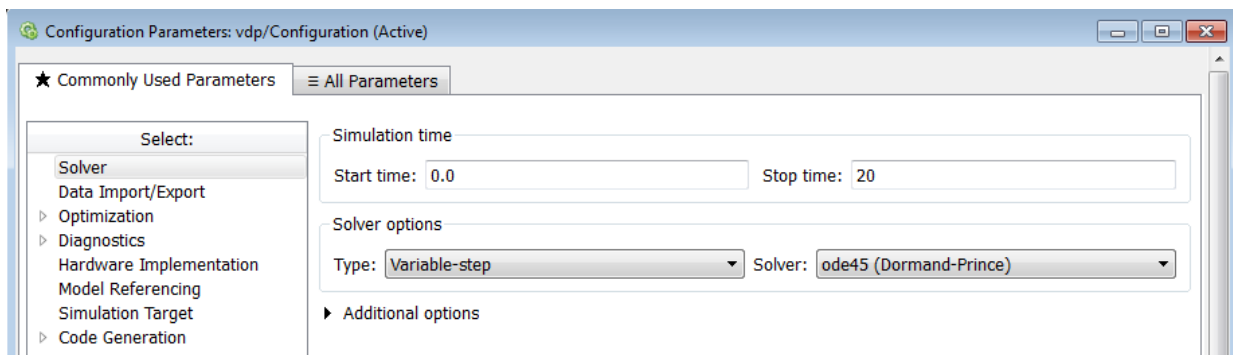 Configuration Parameters: vdp/Configuration (Active)
★ Commonly Used Parameters
≡ All Parameters
Select:
Solver
Data Import/Export
Optimization
Diagnostics
Hardware Implementation
Model Referencing
Simulation Target
Code Generation
Simulation time
Start time: 0.0 Stop time: 20
Solver options
Type: Variable-step Solver: ode45 (Dormand-Prince)
Additional options